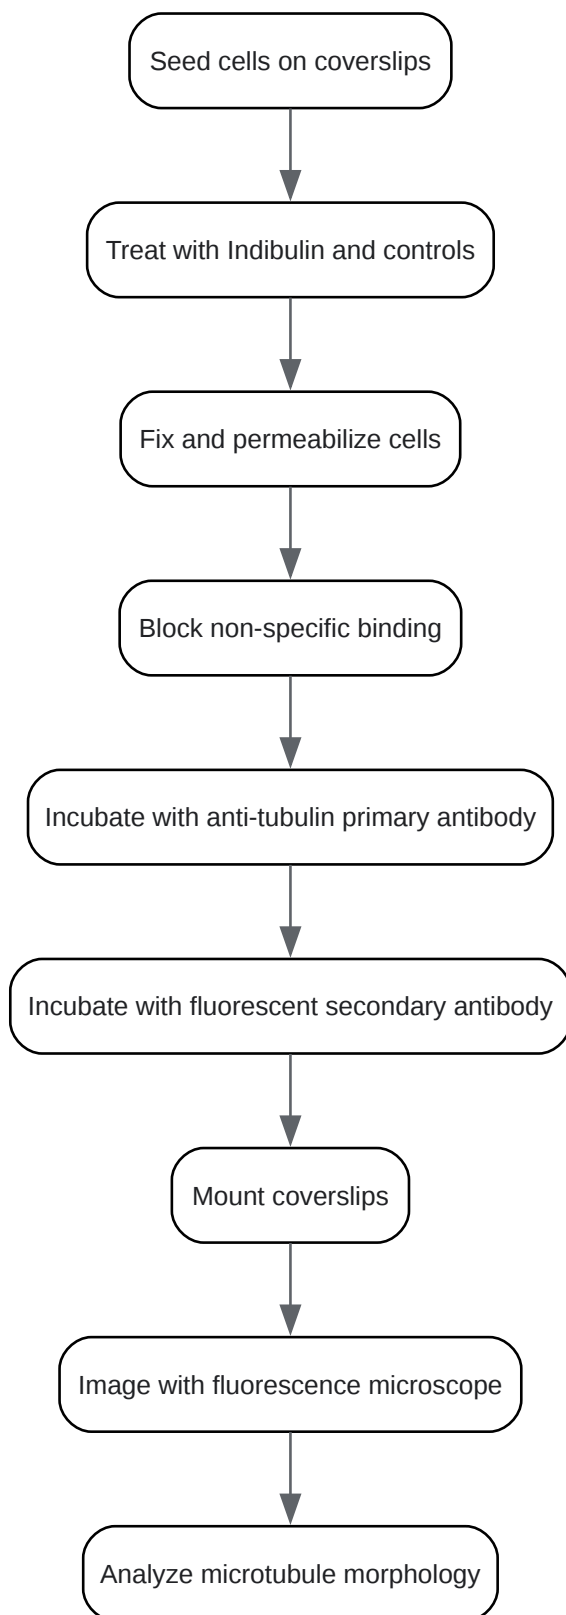 Seed cells on coverslips
Treat with Indibulin and controls
Fix and permeabilize cells
Block non-specific binding
Incubate with anti-tubulin primary antibody
Incubate with fluorescent secondary antibody
Mount coverslips
Image with fluorescence microscope
Analyze microtubule morphology